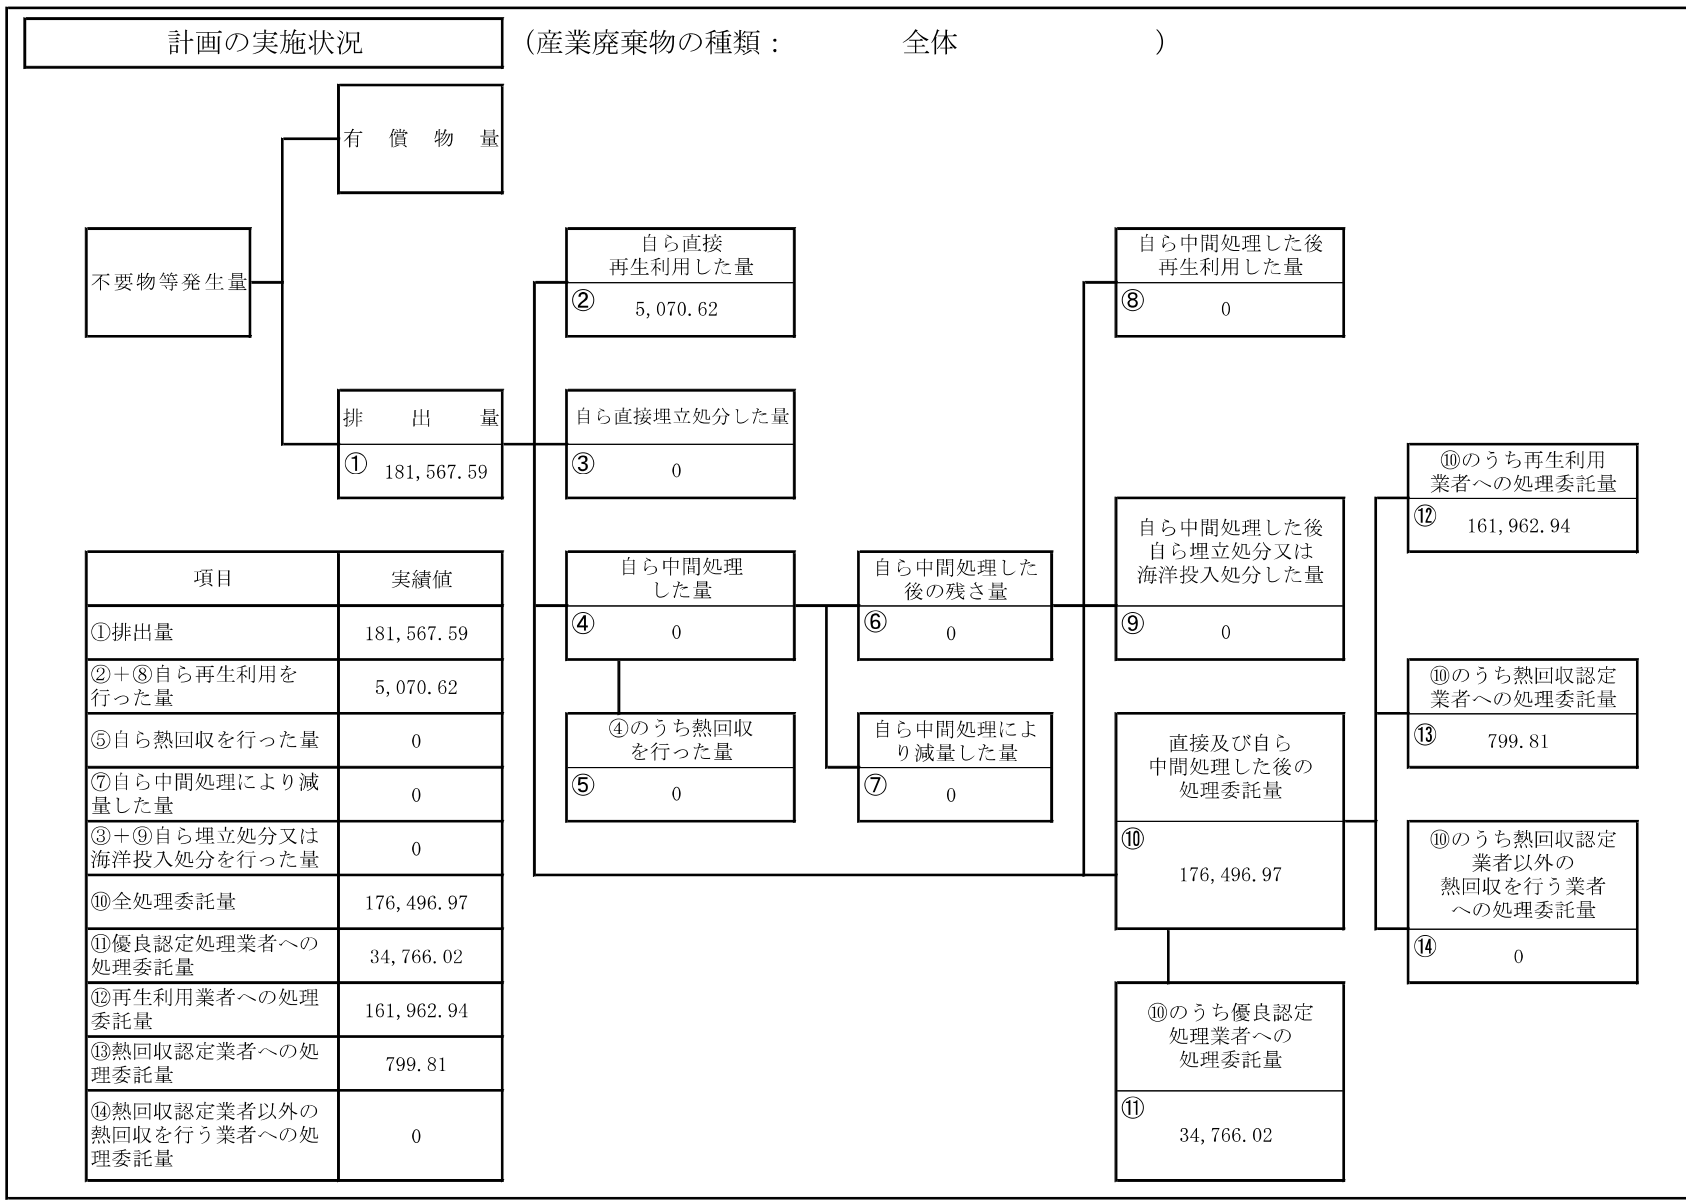 計画の実施状況
（産業廃棄物の種類： 全体 ）
有償物量
不要物等発生量
排出量
① 181,567.59
自ら直接
再生利用した量
② 5,070.62
自ら直接埋立処分した量
③ 0
自ら中間処理
した量
④ 0
④のうち熱回収
を行った量
⑤ 0
自ら中間処理した
後の残さ量
⑥ 0
自ら中間処理によ
り減量した量
⑦ 0
自ら中間処理した後
再生利用した量
⑧ 0
自ら中間処理した後
自ら埋立処分又は
海洋投入処分した量
⑨ 0
直接及び自ら
中間処理した後の
処理委託量
⑩
176,496.97
⑩のうち優良認定
処理業者への
処理委託量
⑪
34,766.02
⑩のうち再生利用
業者への処理委託量
⑫ 161,962.94
⑩のうち熱回収認定
業者への処理委託量
⑬ 799.81
⑩のうち熱回収認定
業者以外の
熱回収を行う業者
への処理委託量
⑭ 0
項目 実績値
①排出量 181,567.59
②＋⑧自ら再生利用を
行った量 5,070.62
⑤自ら熱回収を行った量 0
⑦自ら中間処理により減
量した量 0
③＋⑨自ら埋立処分又は
海洋投入処分を行った量 0
⑩全処理委託量 176,496.97
⑪優良認定処理業者への
処理委託量 34,766.02
⑫再生利用業者への処理
委託量 161,962.94
⑬熱回収認定業者への処
理委託量 799.81
⑭熱回収認定業者以外の
熱回収を行う業者への処
理委託量 0